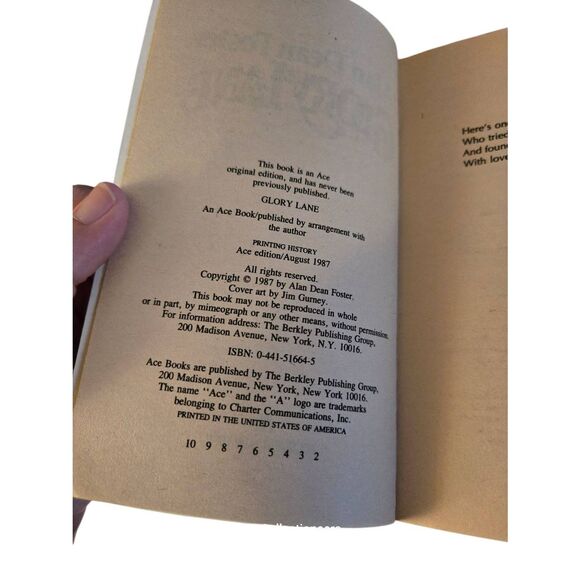 This book is an Ace
original edition, and has never been
previously published.
GLORY LANE
An Ace Book/published by arrangement with
the author
PRINTING HISTORY
Ace edition/August 1987
All rights reserved.
Copyright © 1987 by Alan Dean Foster.
Cover art by Jim Gurney.
This book may not be reproduced in whole
or in part, by mimeograph or any other means, without permission.
For information address: The Berkley Publishing Group,
200 Madison Avenue, New York, N.Y. 10016.
ISBN: 0-441-51664-5
Ace Books are published by The Berkley Publishing Group,
200 Madison Avenue, New York, New York 10016.
The name "Ace" and the "A" logo are trademarks
belonging to Charter Communications, Inc.
PRINTED IN THE UNITED STATES OF AMERICA
10 9 8 7 6 5 4 3 2
Here's
Who tried
And
With